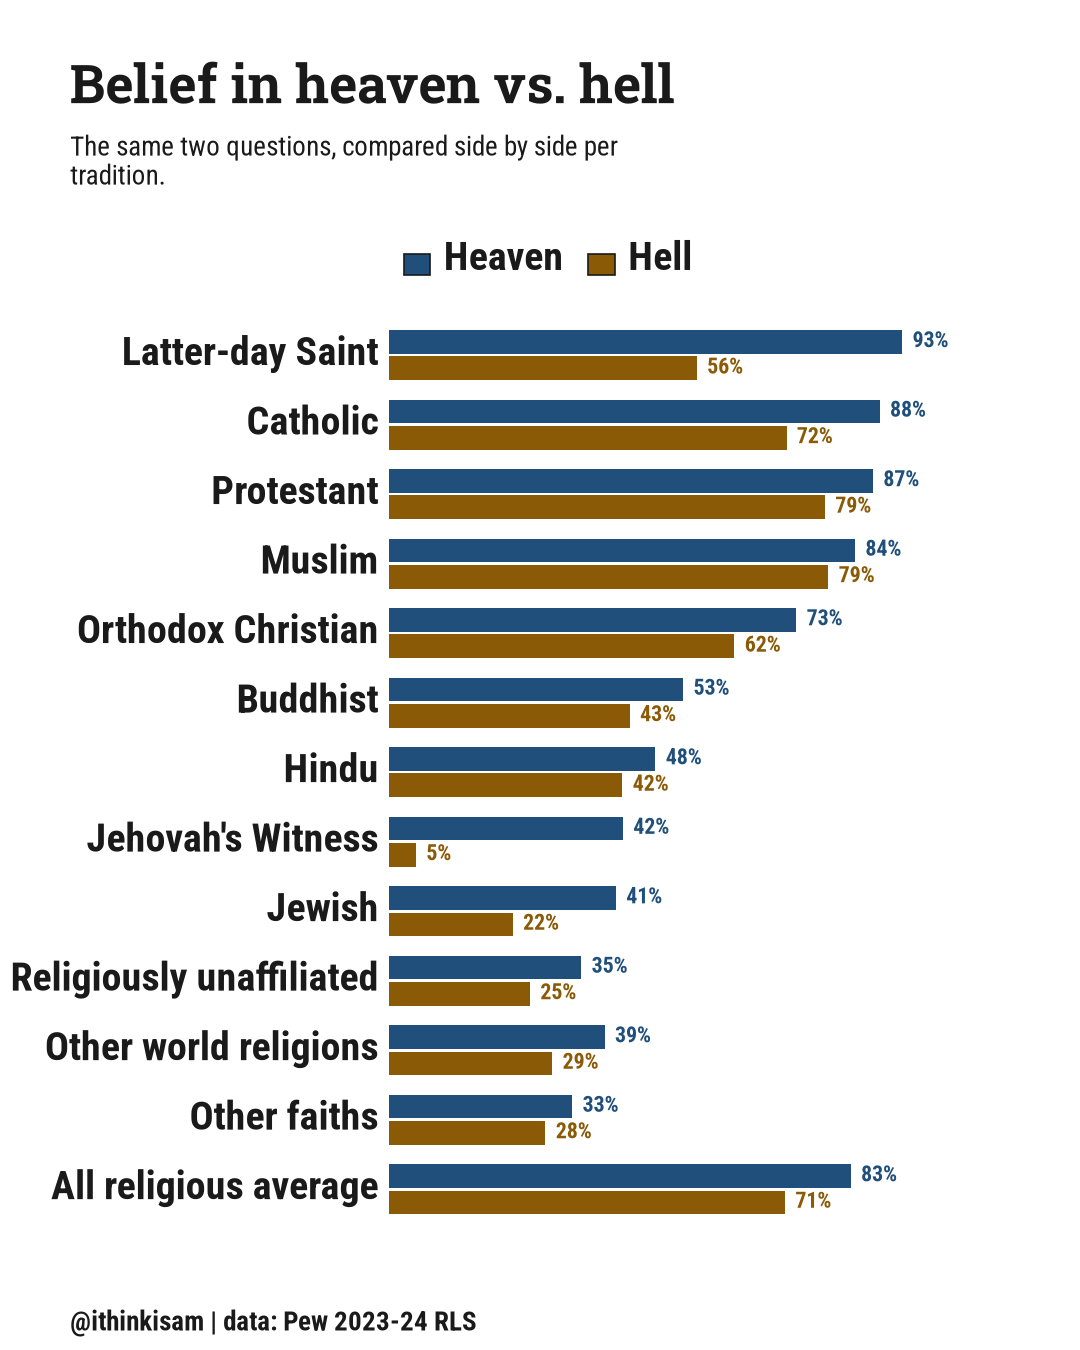 Belief in heaven vs. hell
The same two questions, compared side by side per
tradition.
Heaven Hell
Latter-day Saint 93%
56%
Catholic 88%
72%
Protestant 87%
79%
Muslim 84%
79%
Orthodox Christian 73%
62%
Buddhist 53%
43%
Hindu 48%
42%
Jehovah's Witness 42%
5%
Jewish 41%
22%
Religiously unaffiliated 35%
25%
Other world religions 39%
29%
Other faiths 33%
28%
All religious average 83%
71%
@ithinkisam | data: Pew 2023-24 RLS